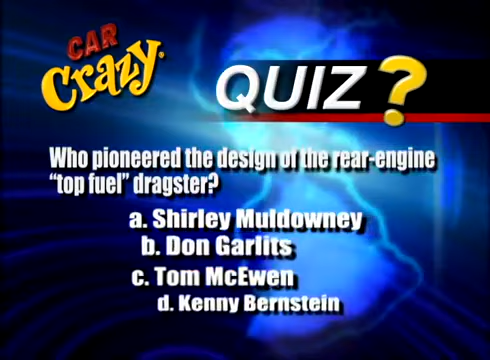 CAR
Crazy
QUIZ?
Who pioneered the design of the rear-engine
“top fuel” dragster?
a. Shirley Muldowney
b. Don Garlits
c. Tom McEwen
d. Kenny Bernstein